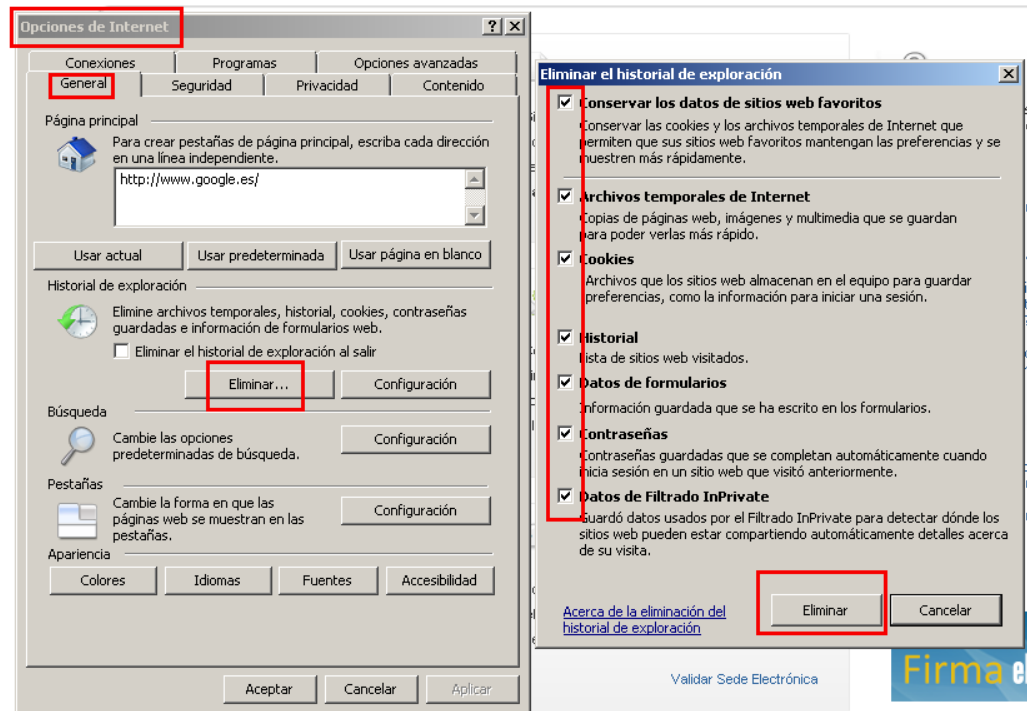 Opciones de Internet
Conexiones Programas Opciones avanzadas
General Seguridad Privacidad Contenido
Página principal
Para crear pestañas de página principal, escriba cada dirección
en una línea independiente.
http://www.google.es/
Usar actual Usar predeterminada Usar página en blanco
Historial de exploración
Elimine archivos temporales, historial, cookies, contraseñas
guardadas e información de formularios web.
Eliminar el historial de exploración al salir
Eliminar... Configuración
Búsqueda
Cambie las opciones
predeterminadas de búsqueda.
Configuración
Pestañas
Cambie la forma en que las
páginas web se muestran en las
pestañas.
Configuración
Apariencia
Colores Idiomas Fuentes Accesibilidad
Aceptar Cancelar Aplicar
Eliminar el historial de exploración
Conservar los datos de sitios web favoritos
Conservar las cookies y los archivos temporales de Internet que
permiten que sus sitios web favoritos mantengan las preferencias y se
muestren más rápidamente.
Archivos temporales de Internet
Copias de páginas web, imágenes y multimedia que se guardan
para poder verlas más rápido.
Cookies
Archivos que los sitios web almacenan en el equipo para guardar
preferencias, como la información para iniciar una sesión.
Historial
Lista de sitios web visitados.
Datos de formularios
Información guardada que se ha escrito en los formularios.
Contraseñas
Contraseñas guardadas que se completan automáticamente cuando
inicia sesión en un sitio web que visitó anteriormente.
Datos de Filtrado InPrivate
Guardó datos usados por el Filtrado InPrivate para detectar dónde los
sitios web pueden estar compartiendo automáticamente detalles acerca
de su visita.
Acerca de la eliminación del
historial de exploración
Eliminar Cancelar
Validar Sede Electrónica
Firma